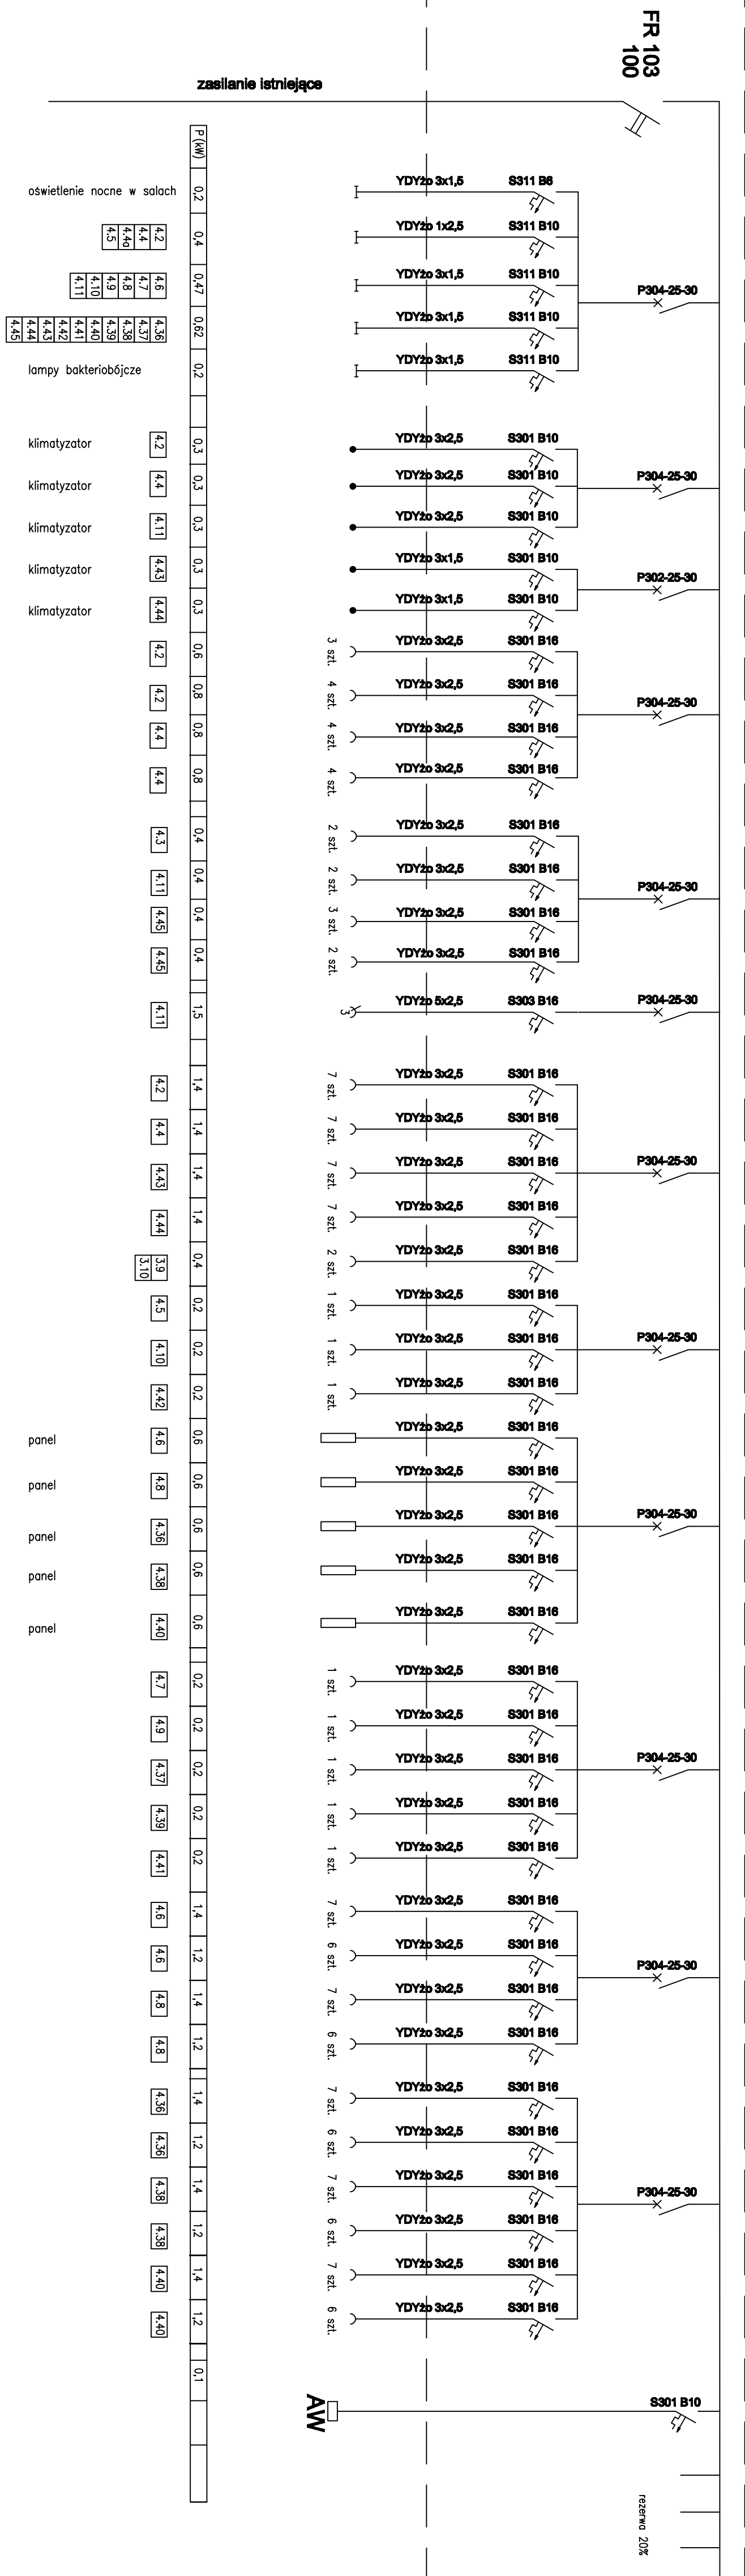 FR 103
100
zasilanie istniejące
P (kW)
oświetlenie nocne w salach
0,2
YDYżo 3x1,5
S311 B6
4.2
4.4
4.4a
4.5
0,4
YDYżo 1x2,5
S311 B10
4.6
4.7
4.8
4.9
4.10
4.11
0,47
YDYżo 3x1,5
S311 B10
P304-25-30
4.36
4.37
4.38
4.39
4.40
4.41
4.42
4.43
4.44
4.45
0,62
YDYżo 3x1,5
S311 B10
lampy bakteriobójcze
0,2
YDYżo 3x1,5
S311 B10
klimatyzator
4.2
0,3
YDYżo 3x2,5
S301 B10
klimatyzator
4.4
0,3
YDYżo 3x2,5
S301 B10
P304-25-30
klimatyzator
4.11
0,3
YDYżo 3x2,5
S301 B10
klimatyzator
4.43
0,3
YDYżo 3x1,5
S301 B10
P302-25-30
klimatyzator
4.44
0,3
YDYżo 3x1,5
S301 B10
4.2
0,6
3 szt.
YDYżo 3x2,5
S301 B16
4.2
0,8
4 szt.
YDYżo 3x2,5
S301 B16
P304-25-30
4.4
0,8
4 szt.
YDYżo 3x2,5
S301 B16
4.4
0,8
4 szt.
YDYżo 3x2,5
S301 B16
4.3
0,4
2 szt.
YDYżo 3x2,5
S301 B16
4.11
0,4
2 szt.
YDYżo 3x2,5
S301 B16
P304-25-30
4.45
0,4
3 szt.
YDYżo 3x2,5
S301 B16
4.45
0,4
2 szt.
YDYżo 3x2,5
S301 B16
4.11
1,5
3
YDYżo 5x2,5
S303 B16
P304-25-30
4.2
1,4
7 szt.
YDYżo 3x2,5
S301 B16
4.4
1,4
7 szt.
YDYżo 3x2,5
S301 B16
4.43
1,4
7 szt.
YDYżo 3x2,5
S301 B16
P304-25-30
4.44
1,4
7 szt.
YDYżo 3x2,5
S301 B16
3.9
3.10
0,4
2 szt.
YDYżo 3x2,5
S301 B16
4.5
0,2
1 szt.
YDYżo 3x2,5
S301 B16
4.10
0,2
1 szt.
YDYżo 3x2,5
S301 B16
P304-25-30
4.42
0,2
1 szt.
YDYżo 3x2,5
S301 B16
panel
4.6
0,6
YDYżo 3x2,5
S301 B16
panel
4.8
0,6
YDYżo 3x2,5
S301 B16
panel
4.36
0,6
YDYżo 3x2,5
S301 B16
P304-25-30
panel
4.38
0,6
YDYżo 3x2,5
S301 B16
panel
4.40
0,6
YDYżo 3x2,5
S301 B16
4.7
0,2
1 szt.
YDYżo 3x2,5
S301 B16
4.9
0,2
1 szt.
YDYżo 3x2,5
S301 B16
4.37
0,2
1 szt.
YDYżo 3x2,5
S301 B16
P304-25-30
4.39
0,2
1 szt.
YDYżo 3x2,5
S301 B16
4.41
0,2
1 szt.
YDYżo 3x2,5
S301 B16
4.6
1,4
7 szt.
YDYżo 3x2,5
S301 B16
4.6
1,2
6 szt.
YDYżo 3x2,5
S301 B16
P304-25-30
4.8
1,4
7 szt.
YDYżo 3x2,5
S301 B16
4.8
1,2
6 szt.
YDYżo 3x2,5
S301 B16
4.36
1,4
7 szt.
YDYżo 3x2,5
S301 B16
4.36
1,2
6 szt.
YDYżo 3x2,5
S301 B16
4.38
1,4
7 szt.
YDYżo 3x2,5
S301 B16
P304-25-30
4.38
1,2
6 szt.
YDYżo 3x2,5
S301 B16
4.40
1,4
7 szt.
YDYżo 3x2,5
S301 B16
4.40
1,2
6 szt.
YDYżo 3x2,5
S301 B16
0,1
AW
S301 B10
rezerwa 20%